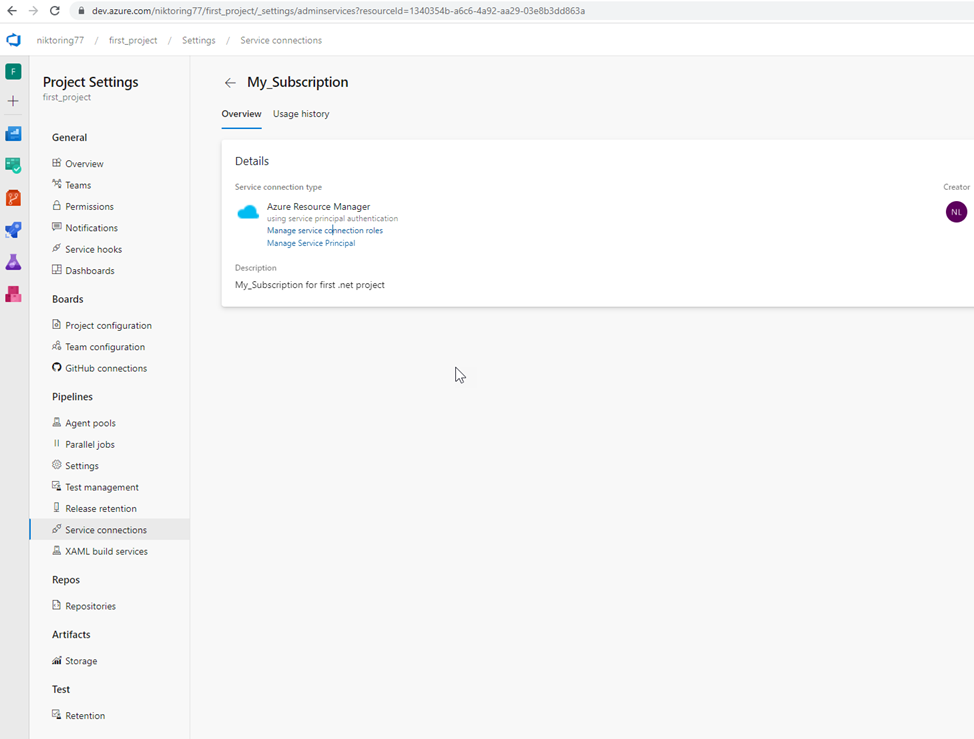 dev.azure.com/niktoring77/first_project/_settings/adminservices?resourceId=1340354b-a6c6-4a92-aa29-03e8b3dd863a
niktoring77 / first_project / Settings / Service connections
F
Project Settings
first_project
General
Overview
Teams
Permissions
Notifications
Service hooks
Dashboards
Boards
Project configuration
Team configuration
GitHub connections
Pipelines
Agent pools
Parallel jobs
Settings
Test management
Release retention
Service connections
XAML build services
Repos
Repositories
Artifacts
Storage
Test
Retention
My_Subscription
Overview Usage history
Details
Service connection type
Creator
Azure Resource Manager
NL
using service principal authentication
Manage service connection roles
Manage Service Principal
Description
My_Subscription for first .net project